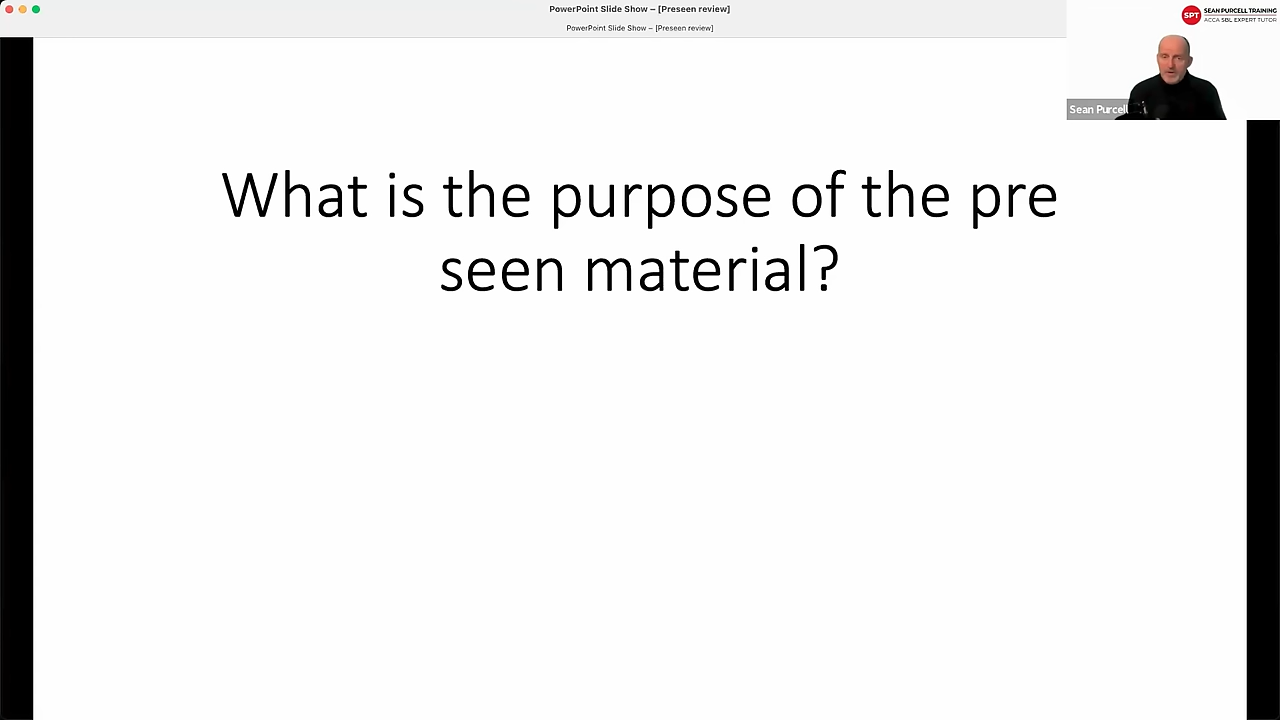 PowerPoint Slide Show – [Preseen review]
PowerPoint Slide Show – [Preseen review]
SPT
SEAN PURCELL TRAINING
ACCA SBL EXPERT TUTOR
Sean Purcell
What is the purpose of the pre
seen material?